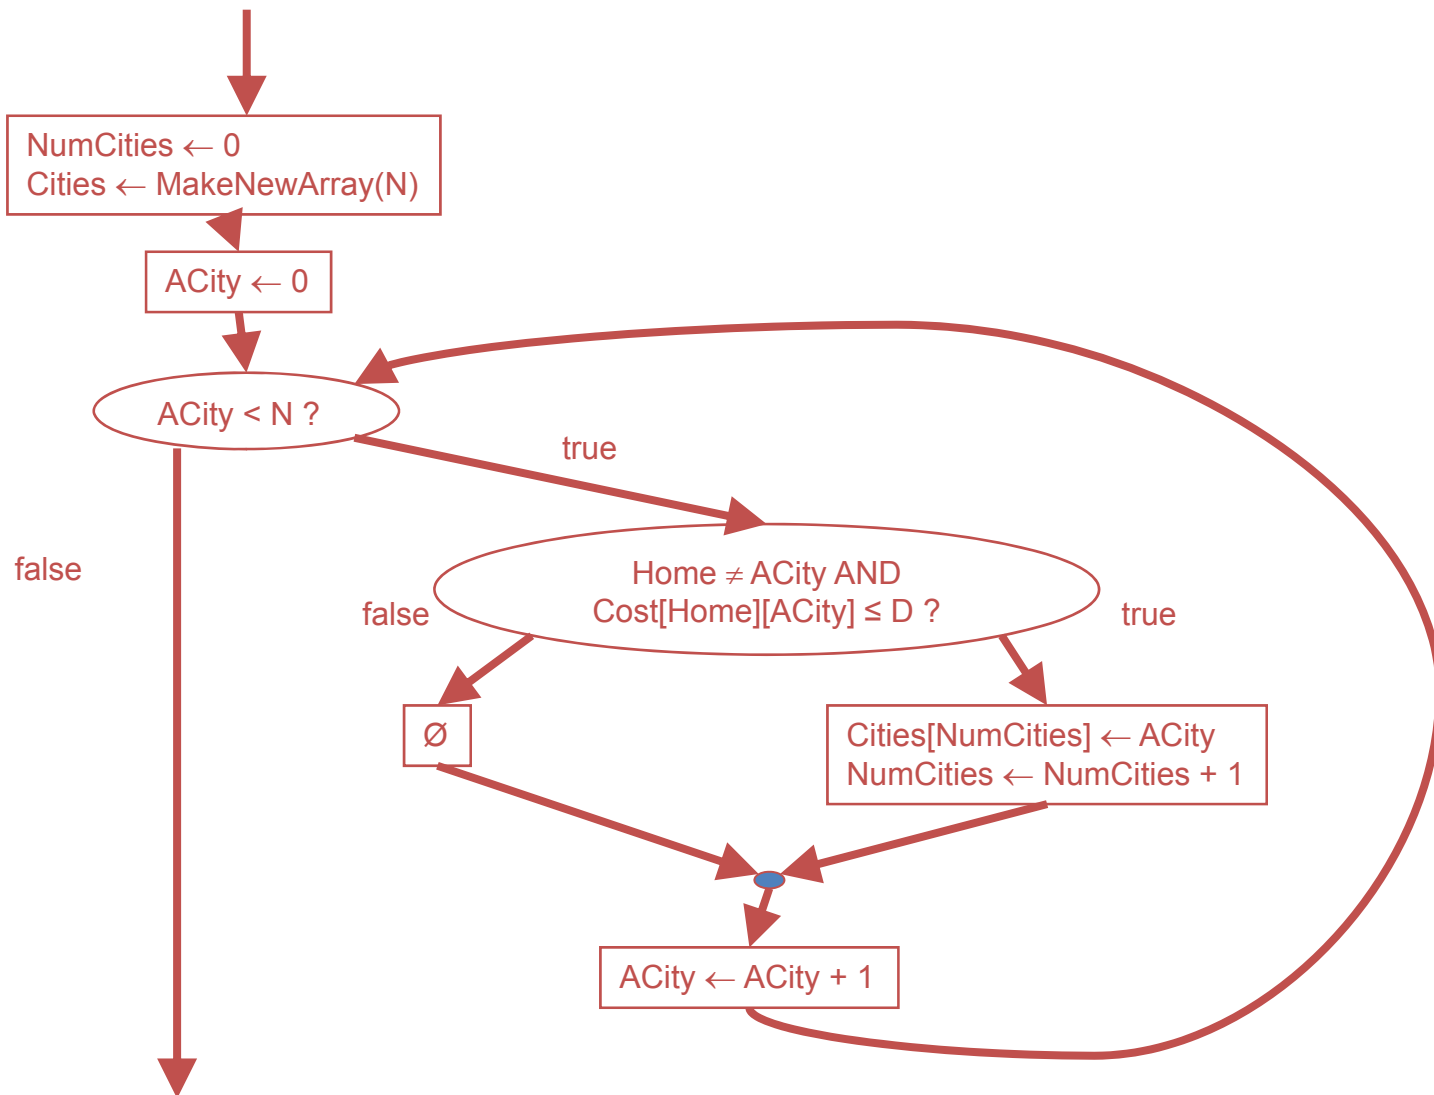 NumCities ← 0
Cities ← MakeNewArray(N)
ACity ← 0
ACity < N ?
true
false
Home ≠ ACity AND
Cost[Home][ACity] ≤ D ?
false
true
Ø
Cities[NumCities] ← ACity
NumCities ← NumCities + 1
ACity ← ACity + 1